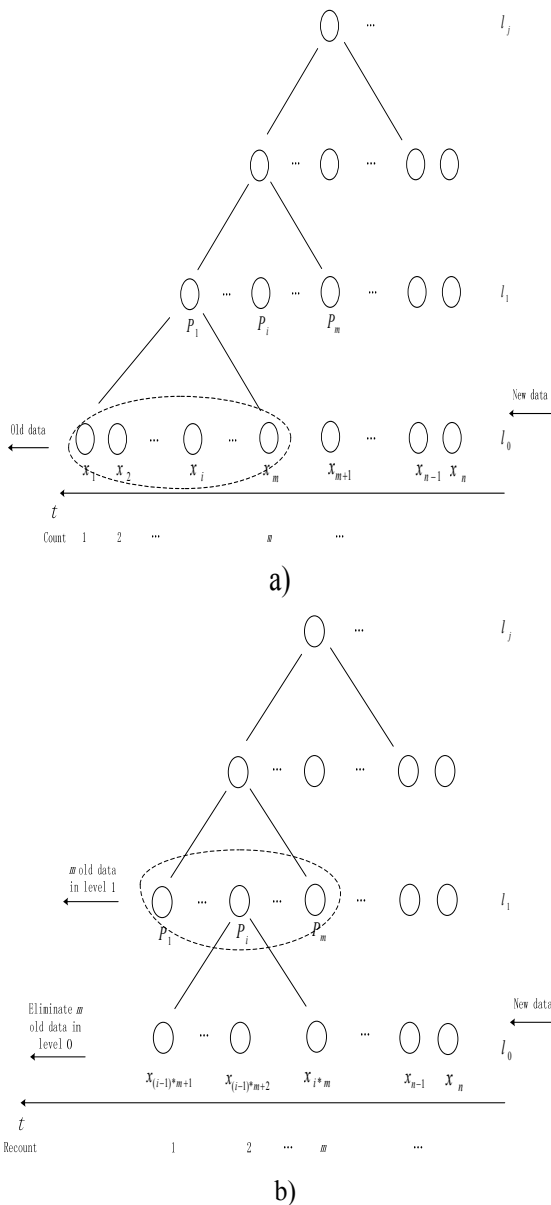 ... l_j
... ...
... ... ... l_1
P_1 P_i P_m
New data
Old data
... ... ... l_0
x_1 x_2 x_i x_m x_{m+1} x_{n-1} x_n
t
Count 1 2 ... m ...
a)
... l_j
... ...
m old data
in level 1
... ... ... l_1
P_1 P_i P_m
Eliminate m
old data in
level 0
New data
... ... l_0
x_{(i-1)*m+1} x_{(i-1)*m+2} x_{i*m} x_{n-1} x_n
t
Recount 1 2 ... m ...
b)